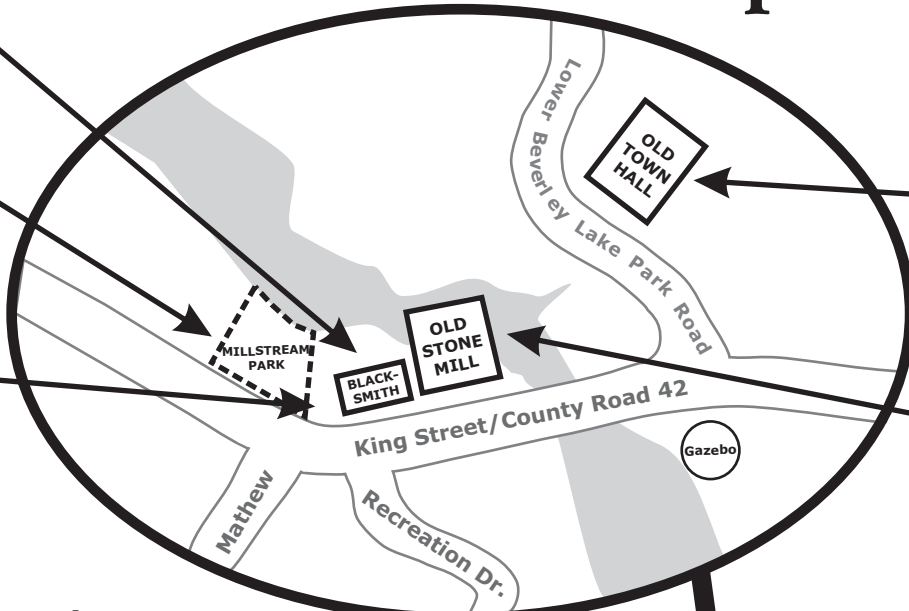 Lower Beverley Lake Park Road
OLD
TOWN
HALL
MILLSTREAM
PARK
BLACK-
SMITH
OLD
STONE
MILL
King Street/County Road 42
Gazebo
Mathew
Recreation Dr.